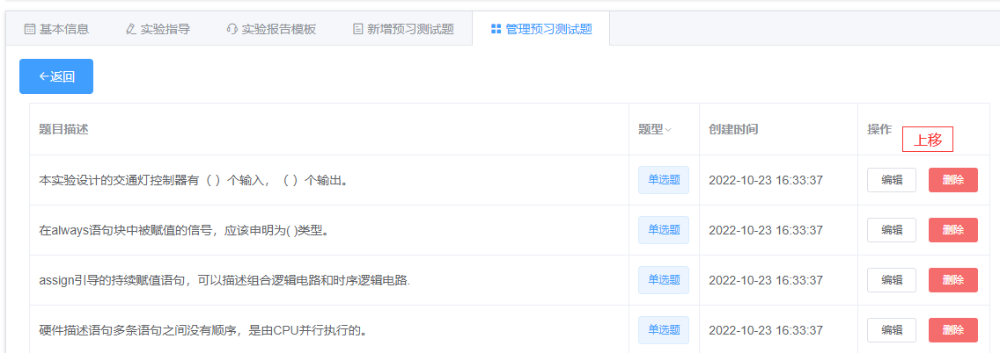 基本信息 实验指导 实验报告模板 新增预习测试题 管理预习测试题
←返回
题目描述 题型 创建时间 操作 上移
本实验设计的交通灯控制器有（ ）个输入，（ ）个输出。 单选题 2022-10-23 16:33:37 编辑 删除
在always语句块中被赋值的信号，应该申明为( )类型。 单选题 2022-10-23 16:33:37 编辑 删除
assign引导的持续赋值语句，可以描述组合逻辑电路和时序逻辑电路. 单选题 2022-10-23 16:33:37 编辑 删除
硬件描述语句多条语句之间没有顺序，是由CPU并行执行的。 单选题 2022-10-23 16:33:37 编辑 删除